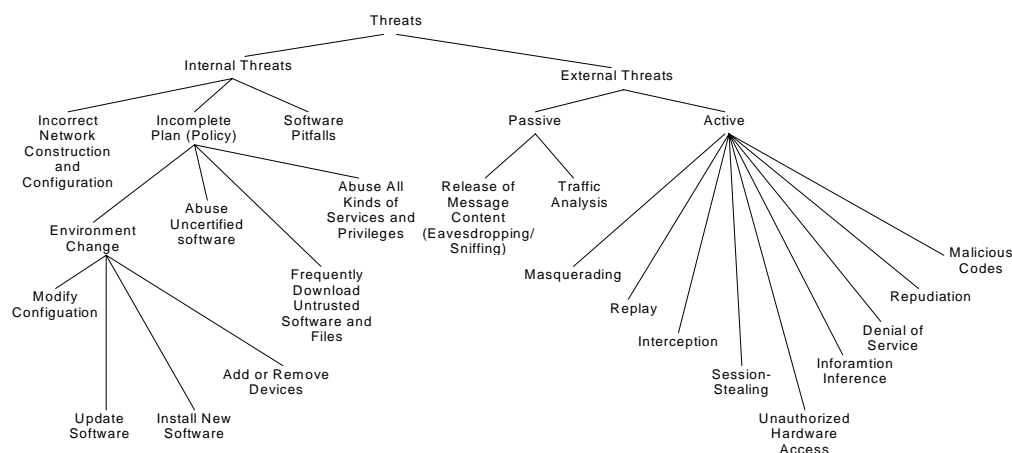 Threats
Internal Threats
External Threats
Incorrect
Network
Construction
and
Configuration
Incomplete
Plan (Policy)
Software
Pitfalls
Passive
Active
Environment
Change
Abuse
Uncertified
software
Frequently
Download
Untrusted
Software and
Files
Abuse All
Kinds of
Services and
Privileges
Release of
Message
Content
(Eavesdropping/
Sniffing)
Traffic
Analysis
Modify
Configuation
Update
Software
Install New
Software
Add or Remove
Devices
Masquerading
Replay
Interception
Session-
Stealing
Unauthorized
Hardware
Access
Inforamtion
Inference
Denial of
Service
Repudiation
Malicious
Codes